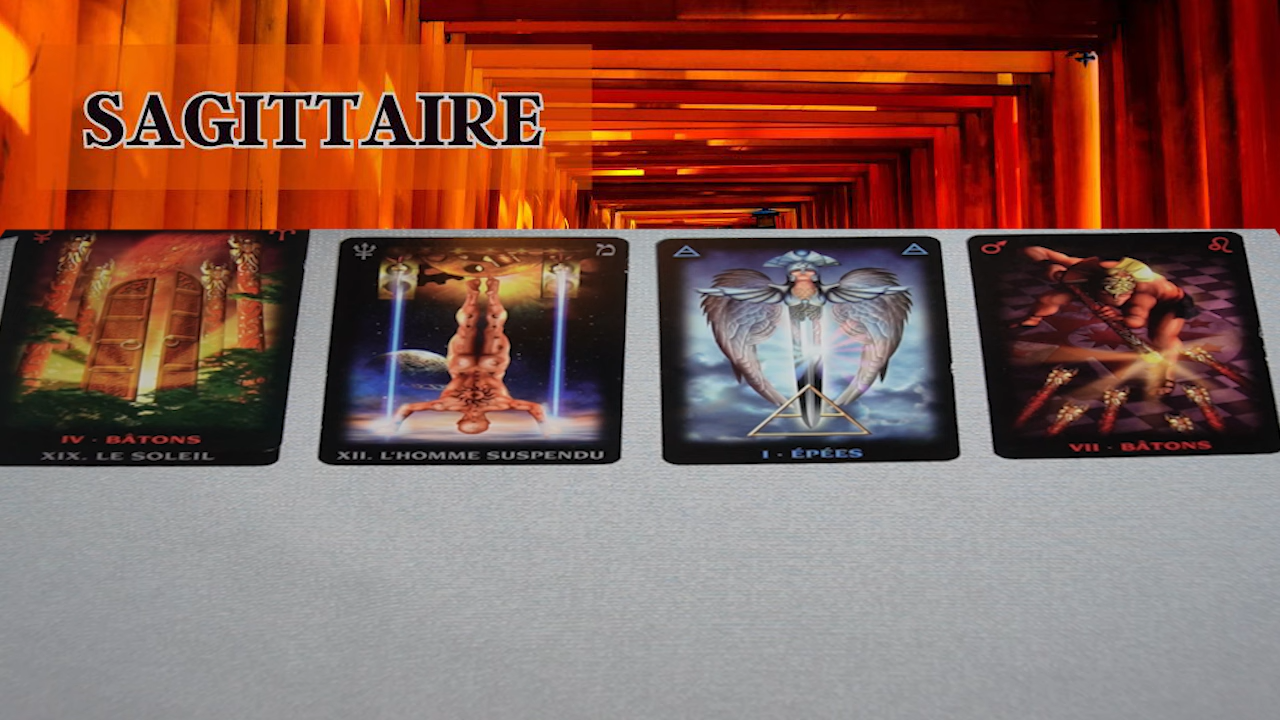 SAGITTAIRE
IV · BÂTONS
XIX. LE SOLEIL
XII. L'HOMME SUSPENDU
I · ÉPÉES
VII · BÂTONS